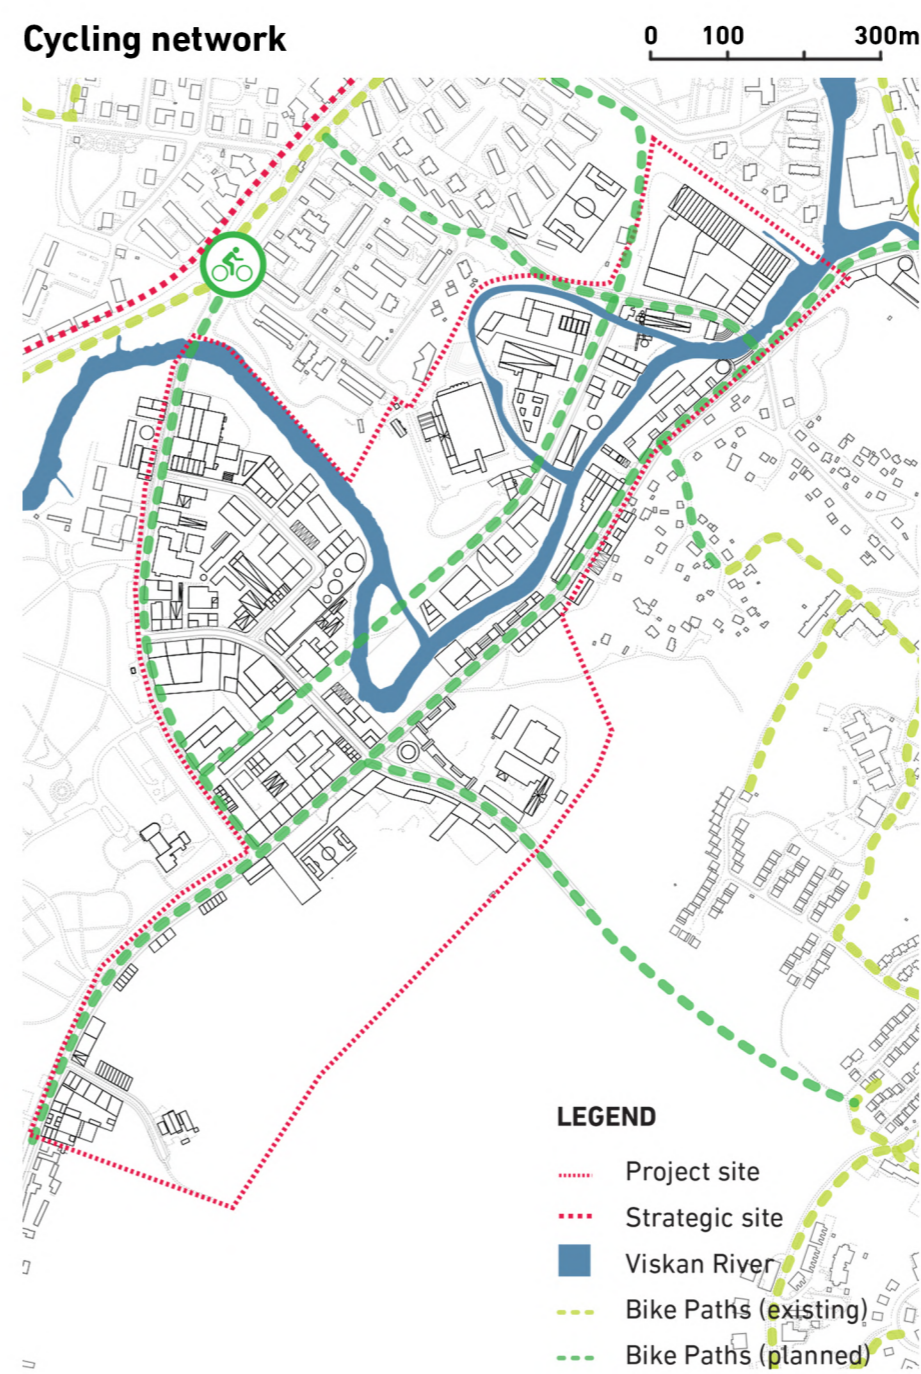 Cycling network
0 100 300m
LEGEND
Project site
Strategic site
Viskan River
Bike Paths (existing)
Bike Paths (planned)